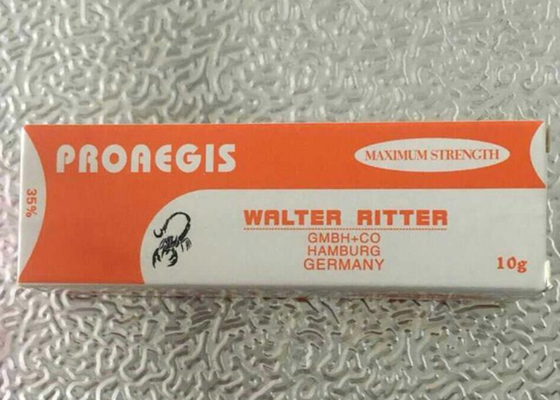 35%
PROAEGIS
MAXIMUM STRENGTH
WALTER RITTER
GMBH+CO
HAMBURG
GERMANY
10g